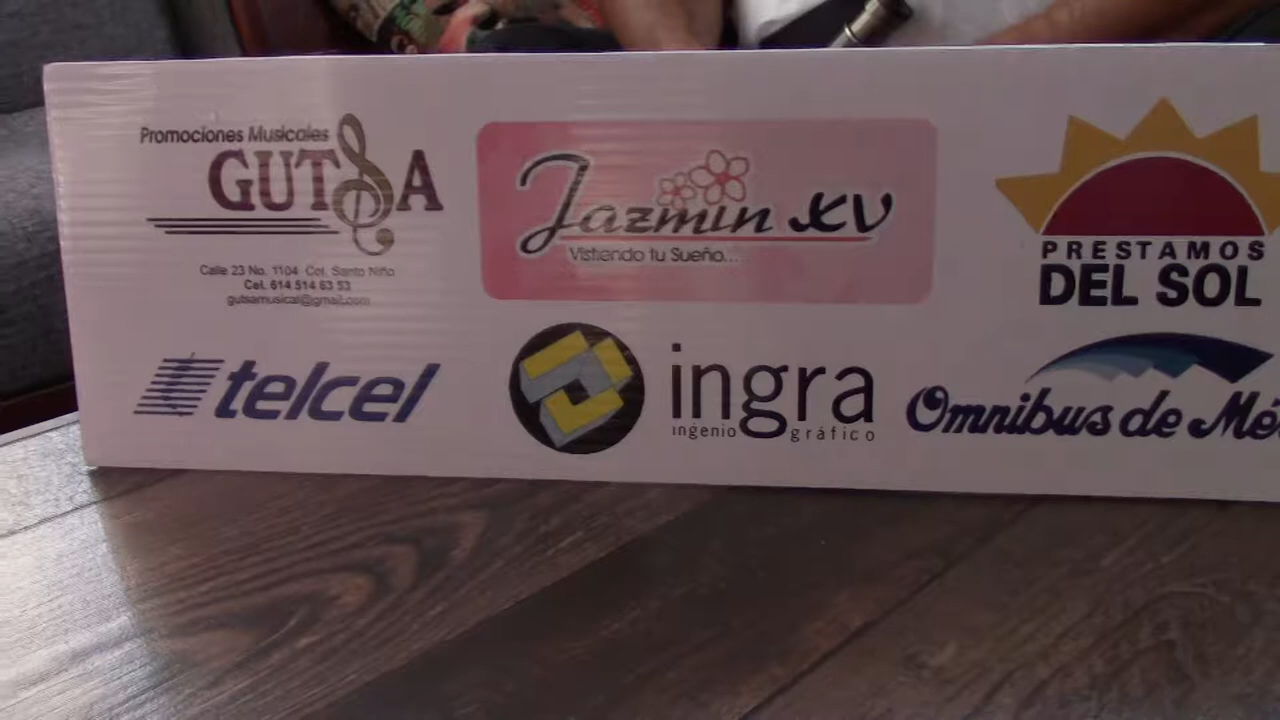 Promociones Musicales
GUTSA
Calle 23 No. 1104 Col. Santo Niño
Cel. 614 514 63 53
gutsamusical@gmail.com
Jazmin XV
Vistiendo tu Sueño...
PRESTAMOS
DEL SOL
telcel
ingra
ingenio gráfico
Omnibus de Mé